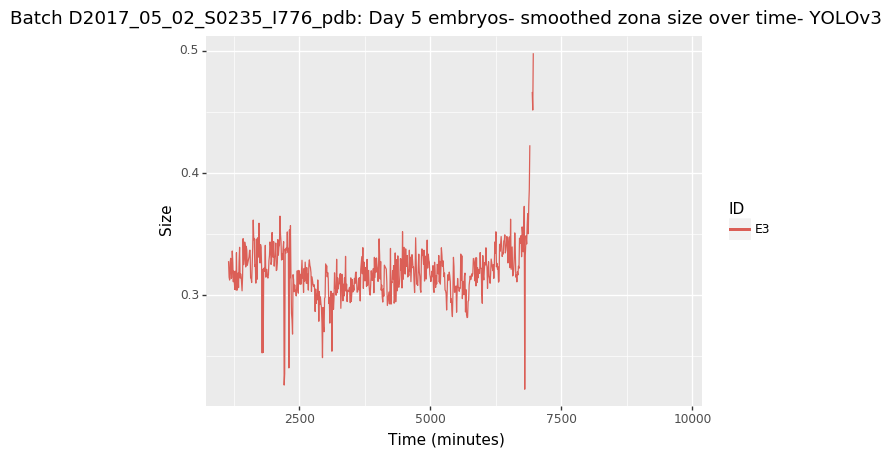 Batch D2017_05_02_S0235_I776_pdb: Day 5 embryos- smoothed zona size over time- YOLOv3
0.5
0.4
0.3
Size
2500
5000
7500
10000
Time (minutes)
ID
E3